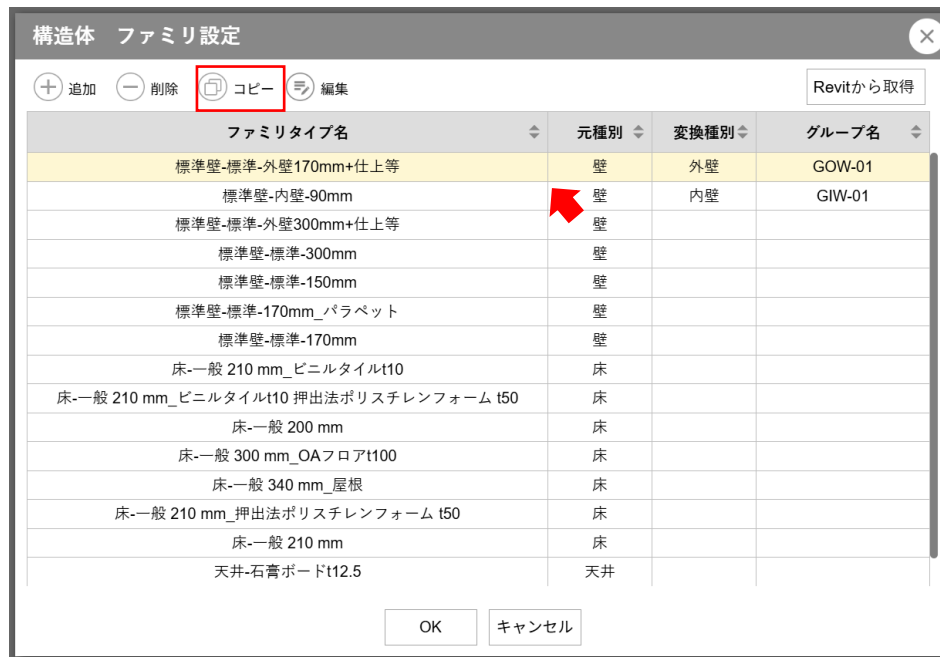 構造体　ファミリ設定
追加 削除 コピー 編集 Revitから取得
ファミリタイプ名 元種別 変換種別 グループ名
標準壁-標準-外壁170mm+仕上等 壁 外壁 GOW-01
標準壁-内壁-90mm 壁 内壁 GIW-01
標準壁-標準-外壁300mm+仕上等 壁
標準壁-標準-300mm 壁
標準壁-標準-150mm 壁
標準壁-標準-170mm_パラペット 壁
標準壁-標準-170mm 壁
床-一般 210 mm_ビニルタイルt10 床
床-一般 210 mm_ビニルタイルt10 押出法ポリスチレンフォーム t50 床
床-一般 200 mm 床
床-一般 300 mm_OAフロアt100 床
床-一般 340 mm_屋根 床
床-一般 210 mm_押出法ポリスチレンフォーム t50 床
床-一般 210 mm 床
天井-石膏ボードt12.5 天井
OK キャンセル